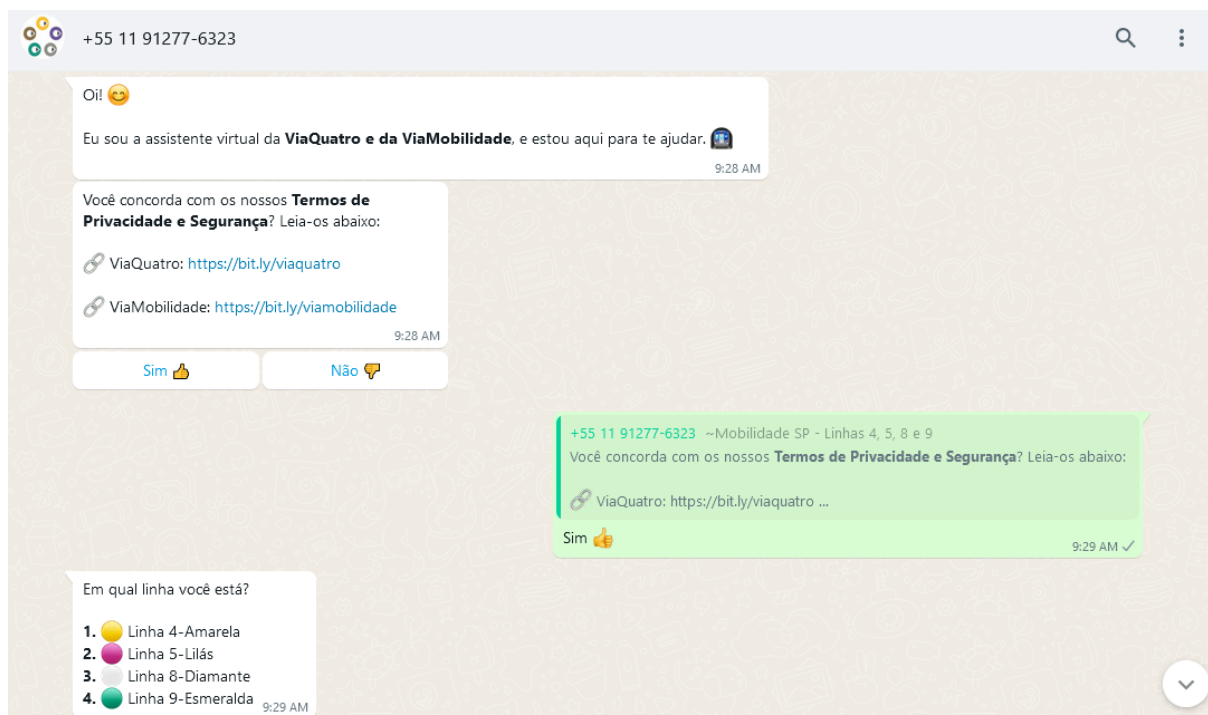 +55 11 91277-6323
Oi! 😊
Eu sou a assistente virtual da ViaQuatro e da ViaMobilidade, e estou aqui para te ajudar. 🚇
9:28 AM
Você concorda com os nossos Termos de
Privacidade e Segurança? Leia-os abaixo:
🔗 ViaQuatro: https://bit.ly/viaquatro
🔗 ViaMobilidade: https://bit.ly/viamobilidade
9:28 AM
Sim 👍 Não 👎
+55 11 91277-6323 ~Mobilidade SP - Linhas 4, 5, 8 e 9
Você concorda com os nossos Termos de Privacidade e Segurança? Leia-os abaixo:
🔗 ViaQuatro: https://bit.ly/viaquatro ...
Sim 👍
9:29 AM
Em qual linha você está?
1. 🟡 Linha 4-Amarela
2. 🟣 Linha 5-Lilás
3. ⚪ Linha 8-Diamante
4. 🟢 Linha 9-Esmeralda
9:29 AM